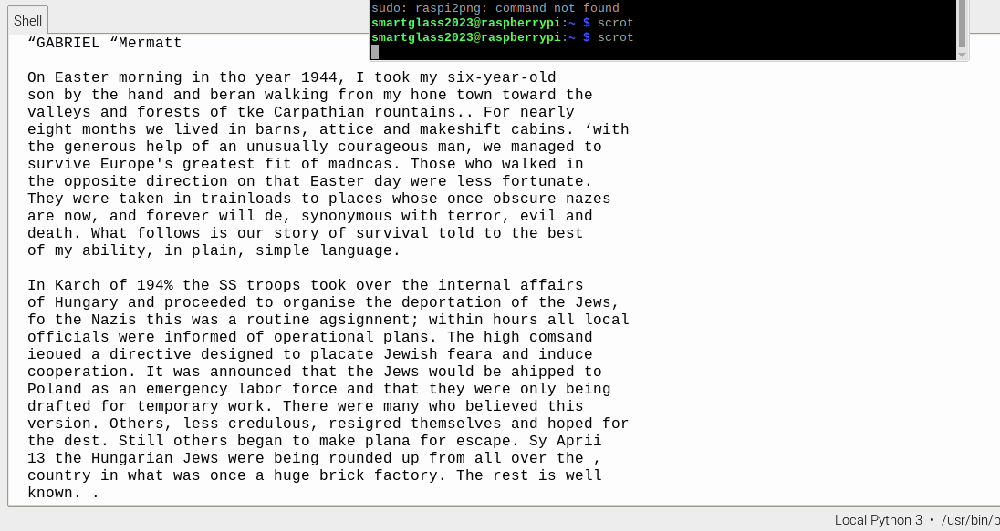 sudo: raspi2png: command not found
smartglass2023@raspberrypi:~ $ scrot
smartglass2023@raspberrypi:~ $ scrot
Shell
“GABRIEL “Mermatt
On Easter morning in tho year 1944, I took my six-year-old
son by the hand and beran walking fron my hone town toward the
valleys and forests of tke Carpathian rountains.. For nearly
eight months we lived in barns, attice and makeshift cabins. ‘with
the generous help of an unusually courageous man, we managed to
survive Europe's greatest fit of madncas. Those who walked in
the opposite direction on that Easter day were less fortunate.
They were taken in trainloads to places whose once obscure nazes
are now, and forever will de, synonymous with terror, evil and
death. What follows is our story of survival told to the best
of my ability, in plain, simple language.
In Karch of 194% the SS troops took over the internal affairs
of Hungary and proceeded to organise the deportation of the Jews,
fo the Nazis this was a routine agsignnent; within hours all local
officials were informed of operational plans. The high comsand
ieoued a directive designed to placate Jewish feara and induce
cooperation. It was announced that the Jews would be ahipped to
Poland as an emergency labor force and that they were only being
drafted for temporary work. There were many who believed this
version. Others, less credulous, resigred themselves and hoped for
the dest. Still others began to make plana for escape. Sy Aprii
13 the Hungarian Jews were being rounded up from all over the ,
country in what was once a huge brick factory. The rest is well
known. .
Local Python 3 • /usr/bin/p